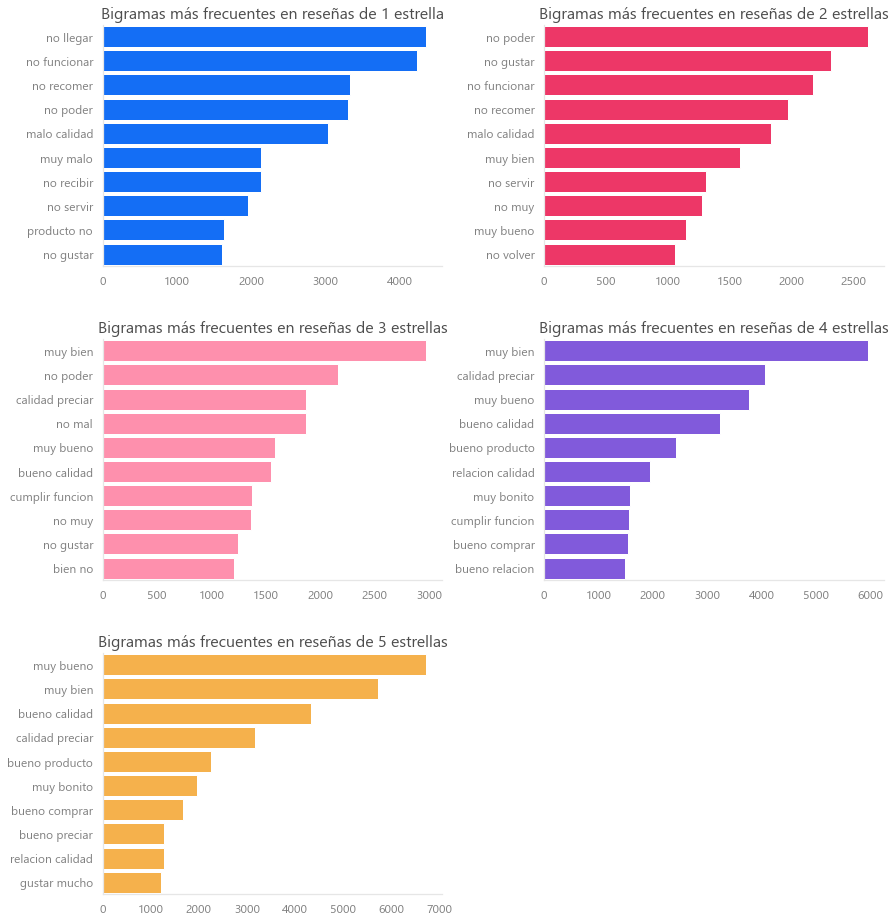 Bigramas más frecuentes en reseñas de 1 estrella
no llegar
no funcionar
no recomer
no poder
malo calidad
muy malo
no recibir
no servir
producto no
no gustar
0 1000 2000 3000 4000
Bigramas más frecuentes en reseñas de 2 estrellas
no poder
no gustar
no funcionar
no recomer
malo calidad
muy bien
no servir
no muy
muy bueno
no volver
0 500 1000 1500 2000 2500
Bigramas más frecuentes en reseñas de 3 estrellas
muy bien
no poder
calidad preciar
no mal
muy bueno
bueno calidad
cumplir funcion
no muy
no gustar
bien no
0 500 1000 1500 2000 2500 3000
Bigramas más frecuentes en reseñas de 4 estrellas
muy bien
calidad preciar
muy bueno
bueno calidad
bueno producto
relacion calidad
muy bonito
cumplir funcion
bueno comprar
bueno relacion
0 1000 2000 3000 4000 5000 6000
Bigramas más frecuentes en reseñas de 5 estrellas
muy bueno
muy bien
bueno calidad
calidad preciar
bueno producto
muy bonito
bueno comprar
bueno preciar
relacion calidad
gustar mucho
0 1000 2000 3000 4000 5000 6000 7000